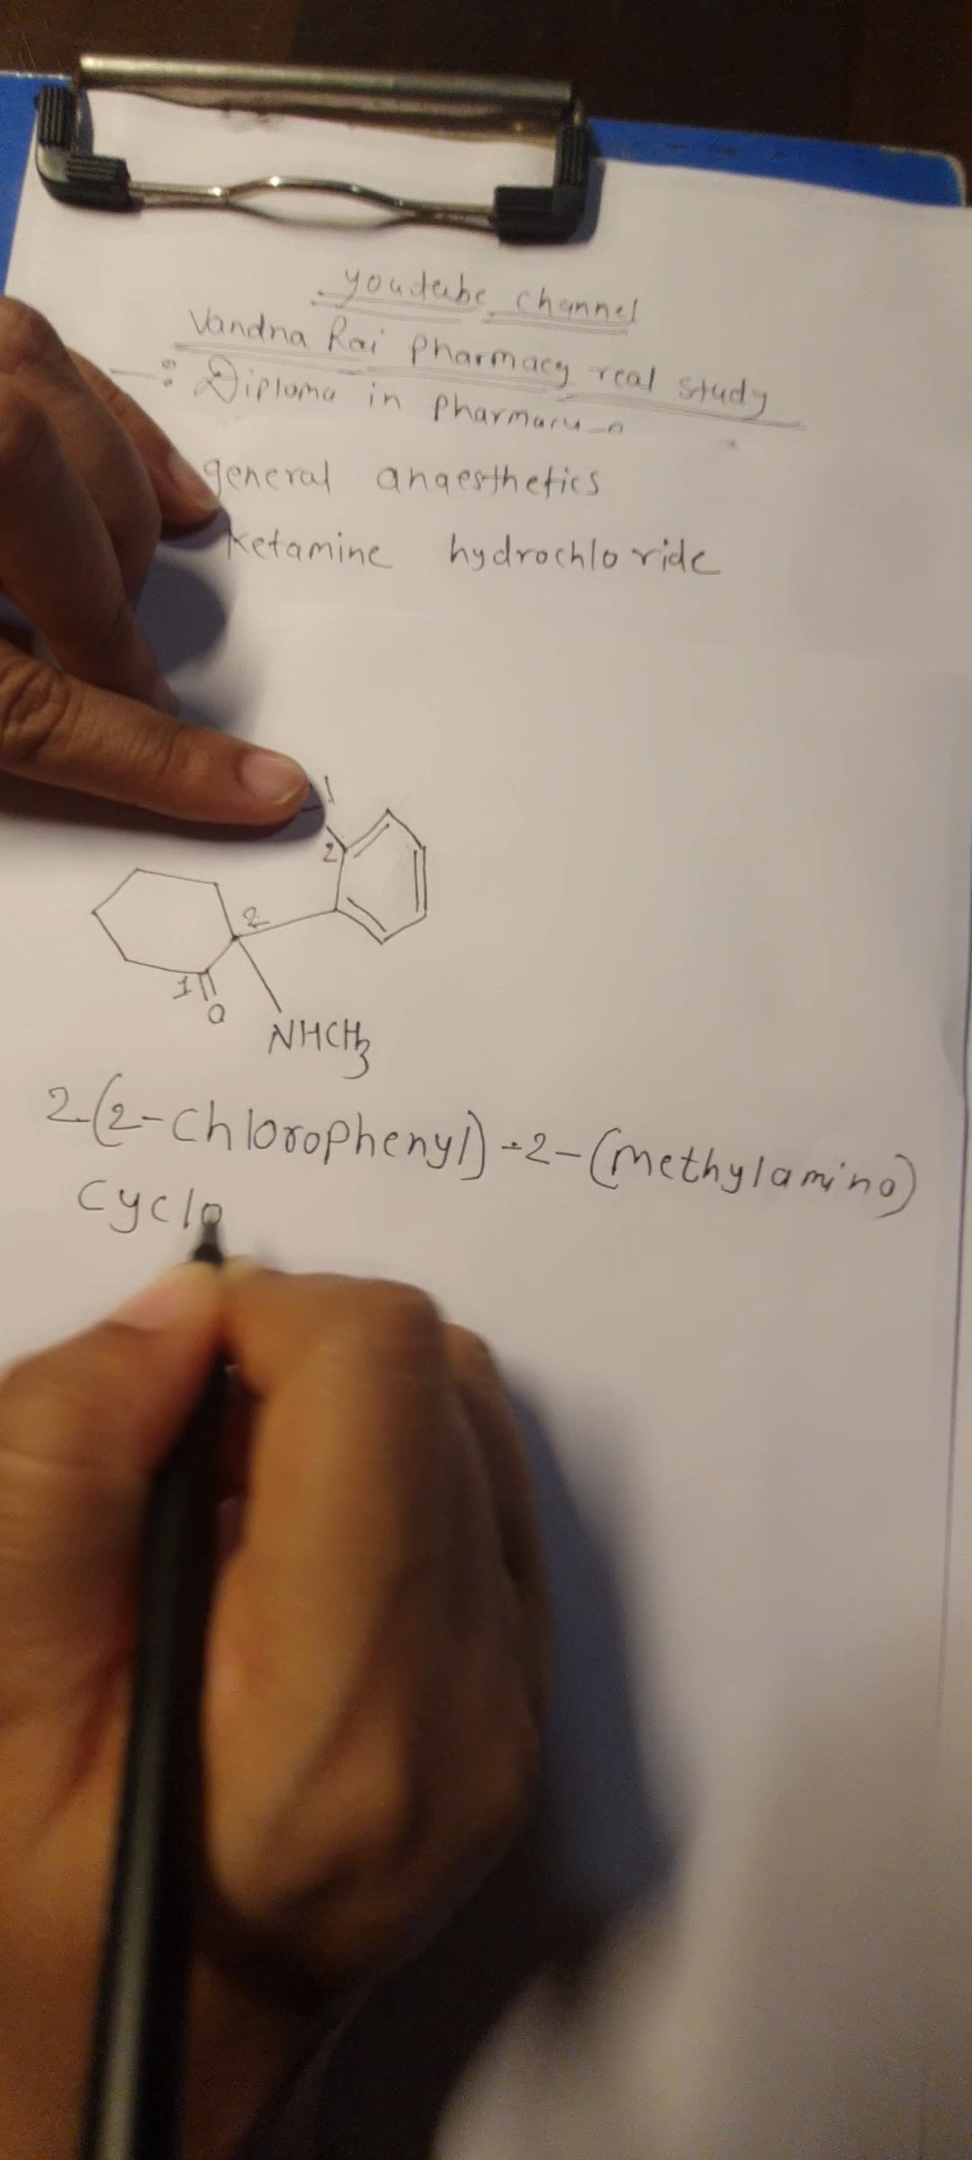 youtube channel
Vandna Rai pharmacy real study
-: Diploma in pharmacy
general anaesthetics
ketamine hydrochloride
2
2
1
O
NHCH3
2-(2-chlorophenyl)-2-(methylamino)
cyclo